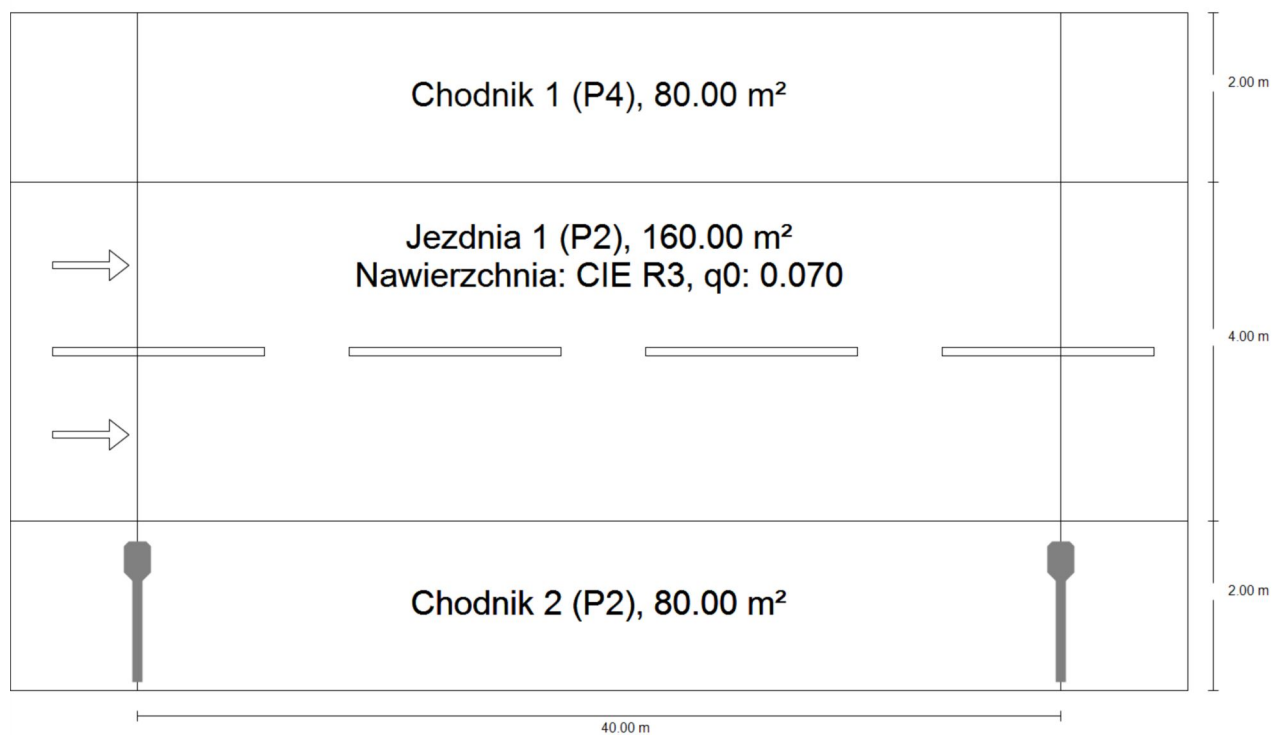 Chodnik 1 (P4), 80.00 m²
2.00 m
Jezdnia 1 (P2), 160.00 m²
Nawierzchnia: CIE R3, q0: 0.070
4.00 m
Chodnik 2 (P2), 80.00 m²
2.00 m
40.00 m